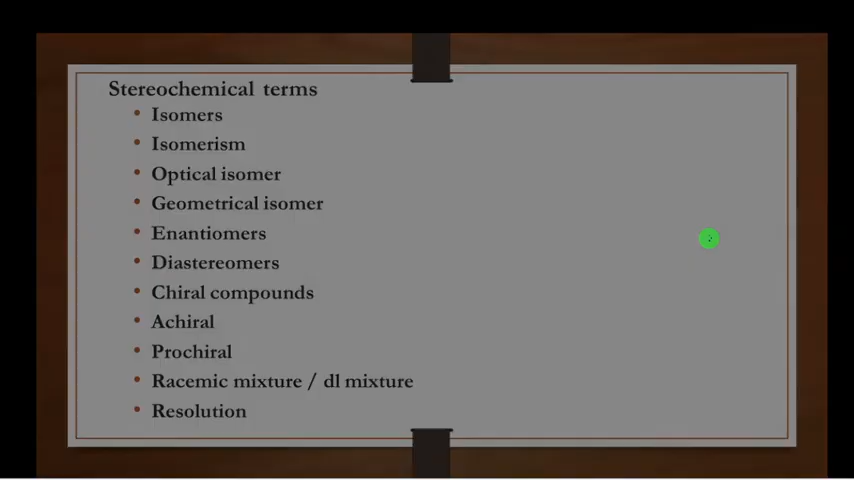 Stereochemical terms
• Isomers
• Isomerism
• Optical isomer
• Geometrical isomer
• Enantiomers
• Diastereomers
• Chiral compounds
• Achiral
• Prochiral
• Racemic mixture / dl mixture
• Resolution